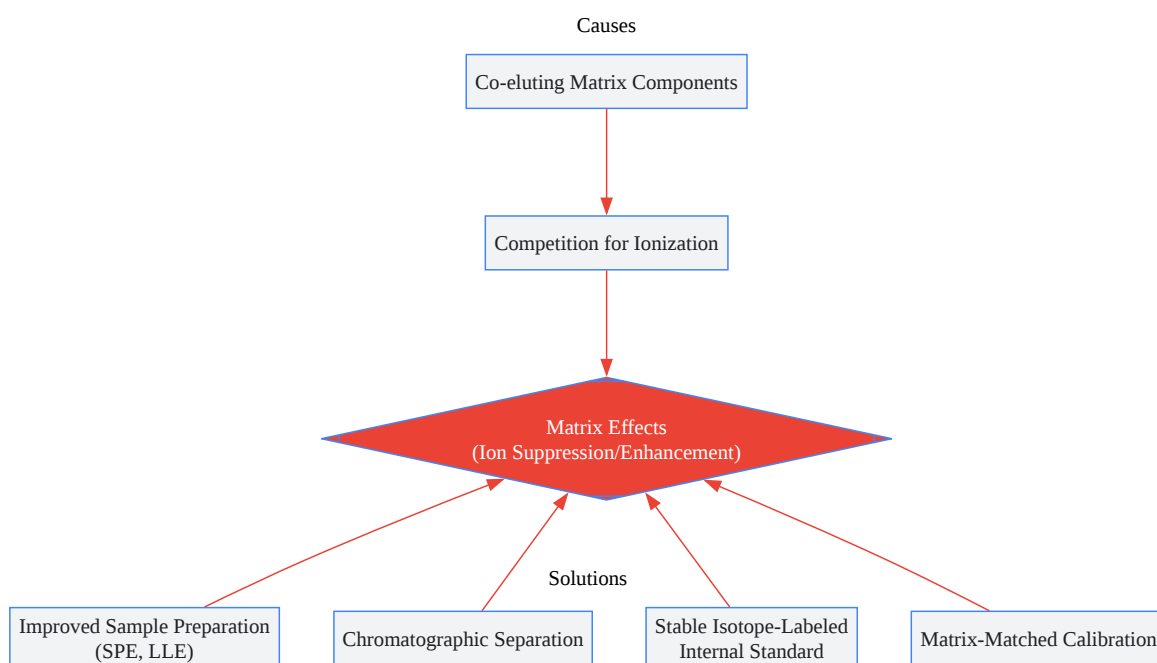 Causes
Co-eluting Matrix Components
Competition for Ionization
Matrix Effects
(Ion Suppression/Enhancement)
Solutions
Improved Sample Preparation
(SPE, LLE)
Chromatographic Separation
Stable Isotope-Labeled
Internal Standard
Matrix-Matched Calibration